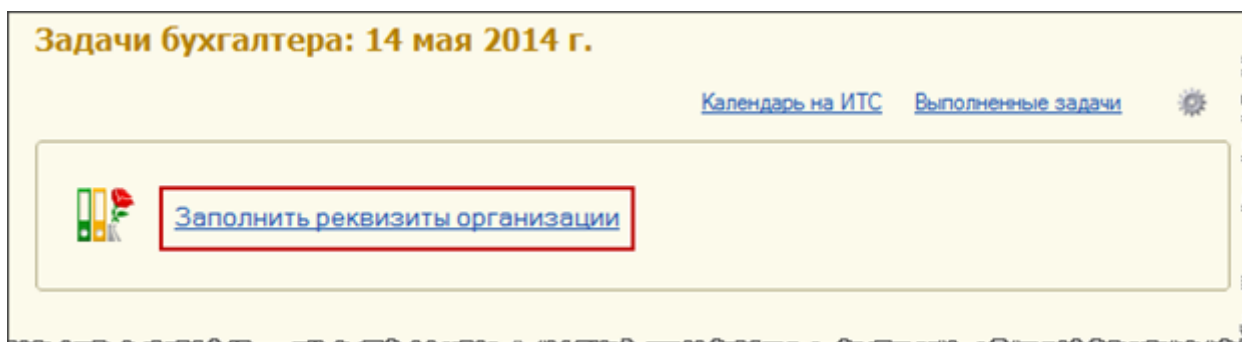 Задачи бухгалтера: 14 мая 2014 г.
Календарь на ИТС Выполненные задачи
Заполнить реквизиты организации